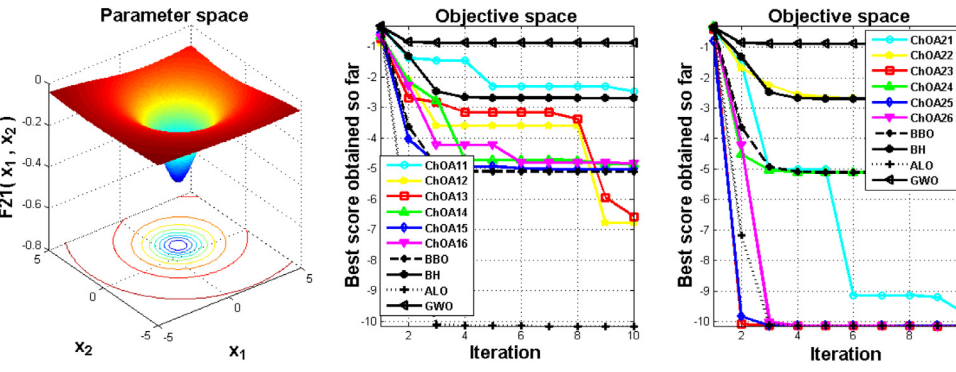 Parameter space
F21( x1 , x2 )
0
-0.2
-0.4
-0.6
-0.8
5
0
-5
-5
0
5
x2
x1
Objective space
Best score obtained so far
-1
-2
-3
-4
-5
-6
-7
-8
-9
-10
ChOA11
ChOA12
ChOA13
ChOA14
ChOA15
ChOA16
BBO
BH
ALO
GWO
2
4
6
8
10
Iteration
Objective space
Best score obtained so far
-1
-2
-3
-4
-5
-6
-7
-8
-9
-10
ChOA21
ChOA22
ChOA23
ChOA24
ChOA25
ChOA26
BBO
BH
ALO
GWO
2
4
6
8
Iteration